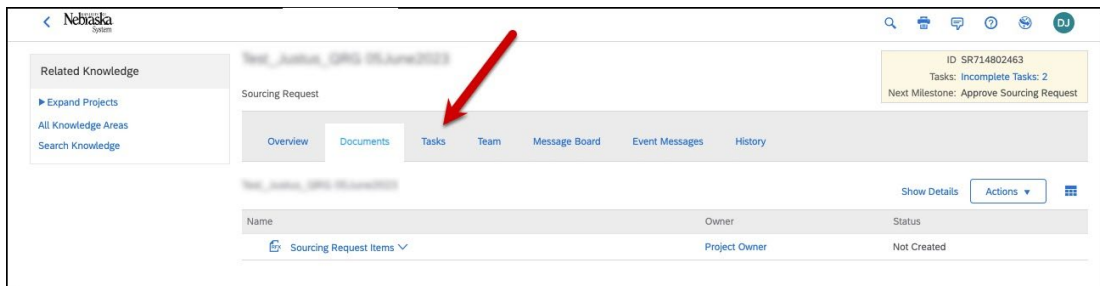 Nebraska
System
DJ
Related Knowledge
Expand Projects
All Knowledge Areas
Search Knowledge
Test_Justus_QRG 05June2023
Sourcing Request
ID SR714802463
Tasks: Incomplete Tasks: 2
Next Milestone: Approve Sourcing Request
Overview Documents Tasks Team Message Board Event Messages History
Show Details Actions
Name Owner Status
Sourcing Request Items Project Owner Not Created